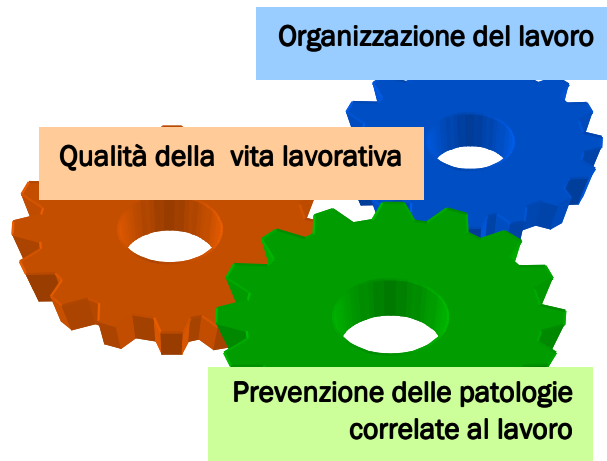 Organizzazione del lavoro
Qualità della  vita lavorativa
Prevenzione delle patologie
correlate al lavoro